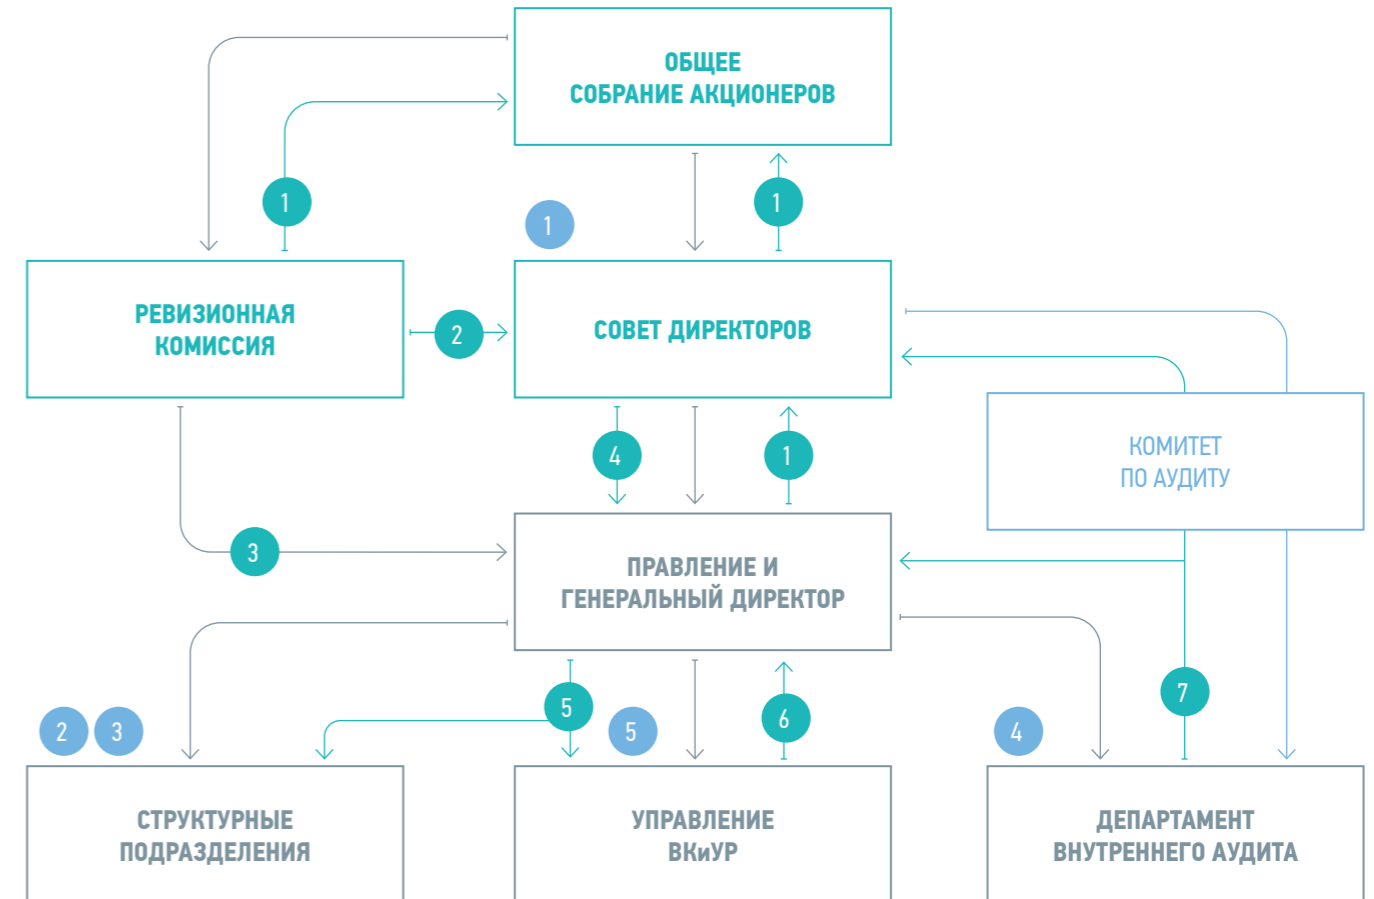 ОБЩЕЕ
СОБРАНИЕ АКЦИОНЕРОВ
1
1
1
РЕВИЗИОННАЯ
КОМИССИЯ
2
СОВЕТ ДИРЕКТОРОВ
4
1
КОМИТЕТ
ПО АУДИТУ
3
ПРАВЛЕНИЕ И
ГЕНЕРАЛЬНЫЙ ДИРЕКТОР
2
3
5
5
6
7
4
СТРУКТУРНЫЕ
ПОДРАЗДЕЛЕНИЯ
УПРАВЛЕНИЕ
ВКиУР
ДЕПАРТАМЕНТ
ВНУТРЕННЕГО АУДИТА